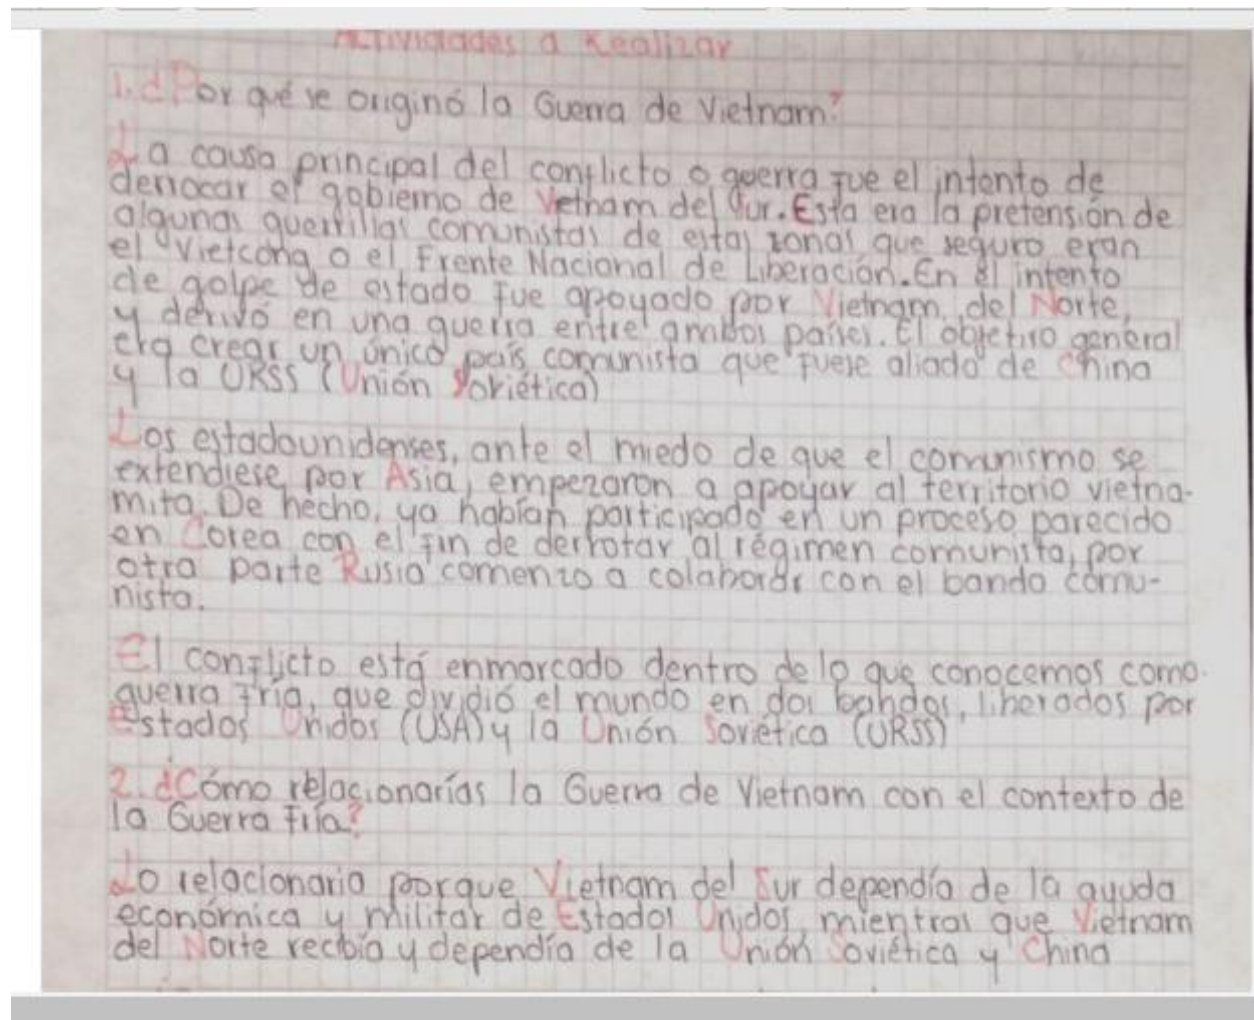 Actividades a Realizar
1. ¿Por qué se originó la Guerra de Vietnam?
La causa principal del conflicto o guerra fue el intento de
derrocar el gobierno de Vetnam del Sur. Esta era la pretensión de
algunas guerrillas comunistas de estas zonas que seguro eran
el Vietcong o el Frente Nacional de Liberación. En el intento
de golpe de estado fue apoyado por Vietnam del Norte,
y derivó en una guerra entre ambos países. El objetivo general
era crear un único país comunista que fuese aliado de China
y la URSS (Unión Soviética)
Los estadounidenses, ante el miedo de que el comunismo se
extendiese por Asia, empezaron a apoyar al territorio vietna-
mita. De hecho, ya habían participado en un proceso parecido
en Corea con el fin de derrotar al régimen comunista, por
otra parte Rusia comenzo a colaborar con el bando comu-
nista.
El conflicto está enmarcado dentro de lo que conocemos como
guerra fría, que dividió el mundo en dos bandos, liherados por
Estados Unidos (USA) y la Unión Soviética (URSS)
2. ¿Cómo relacionarías la Guerra de Vietnam con el contexto de
la Guerra fría?
Lo relacionaria porque Vietnam del Sur dependía de la ayuda
económica y militar de Estados Unidos, mientras que Vietnam
del Norte recibía y dependía de la Unión Soviética y China